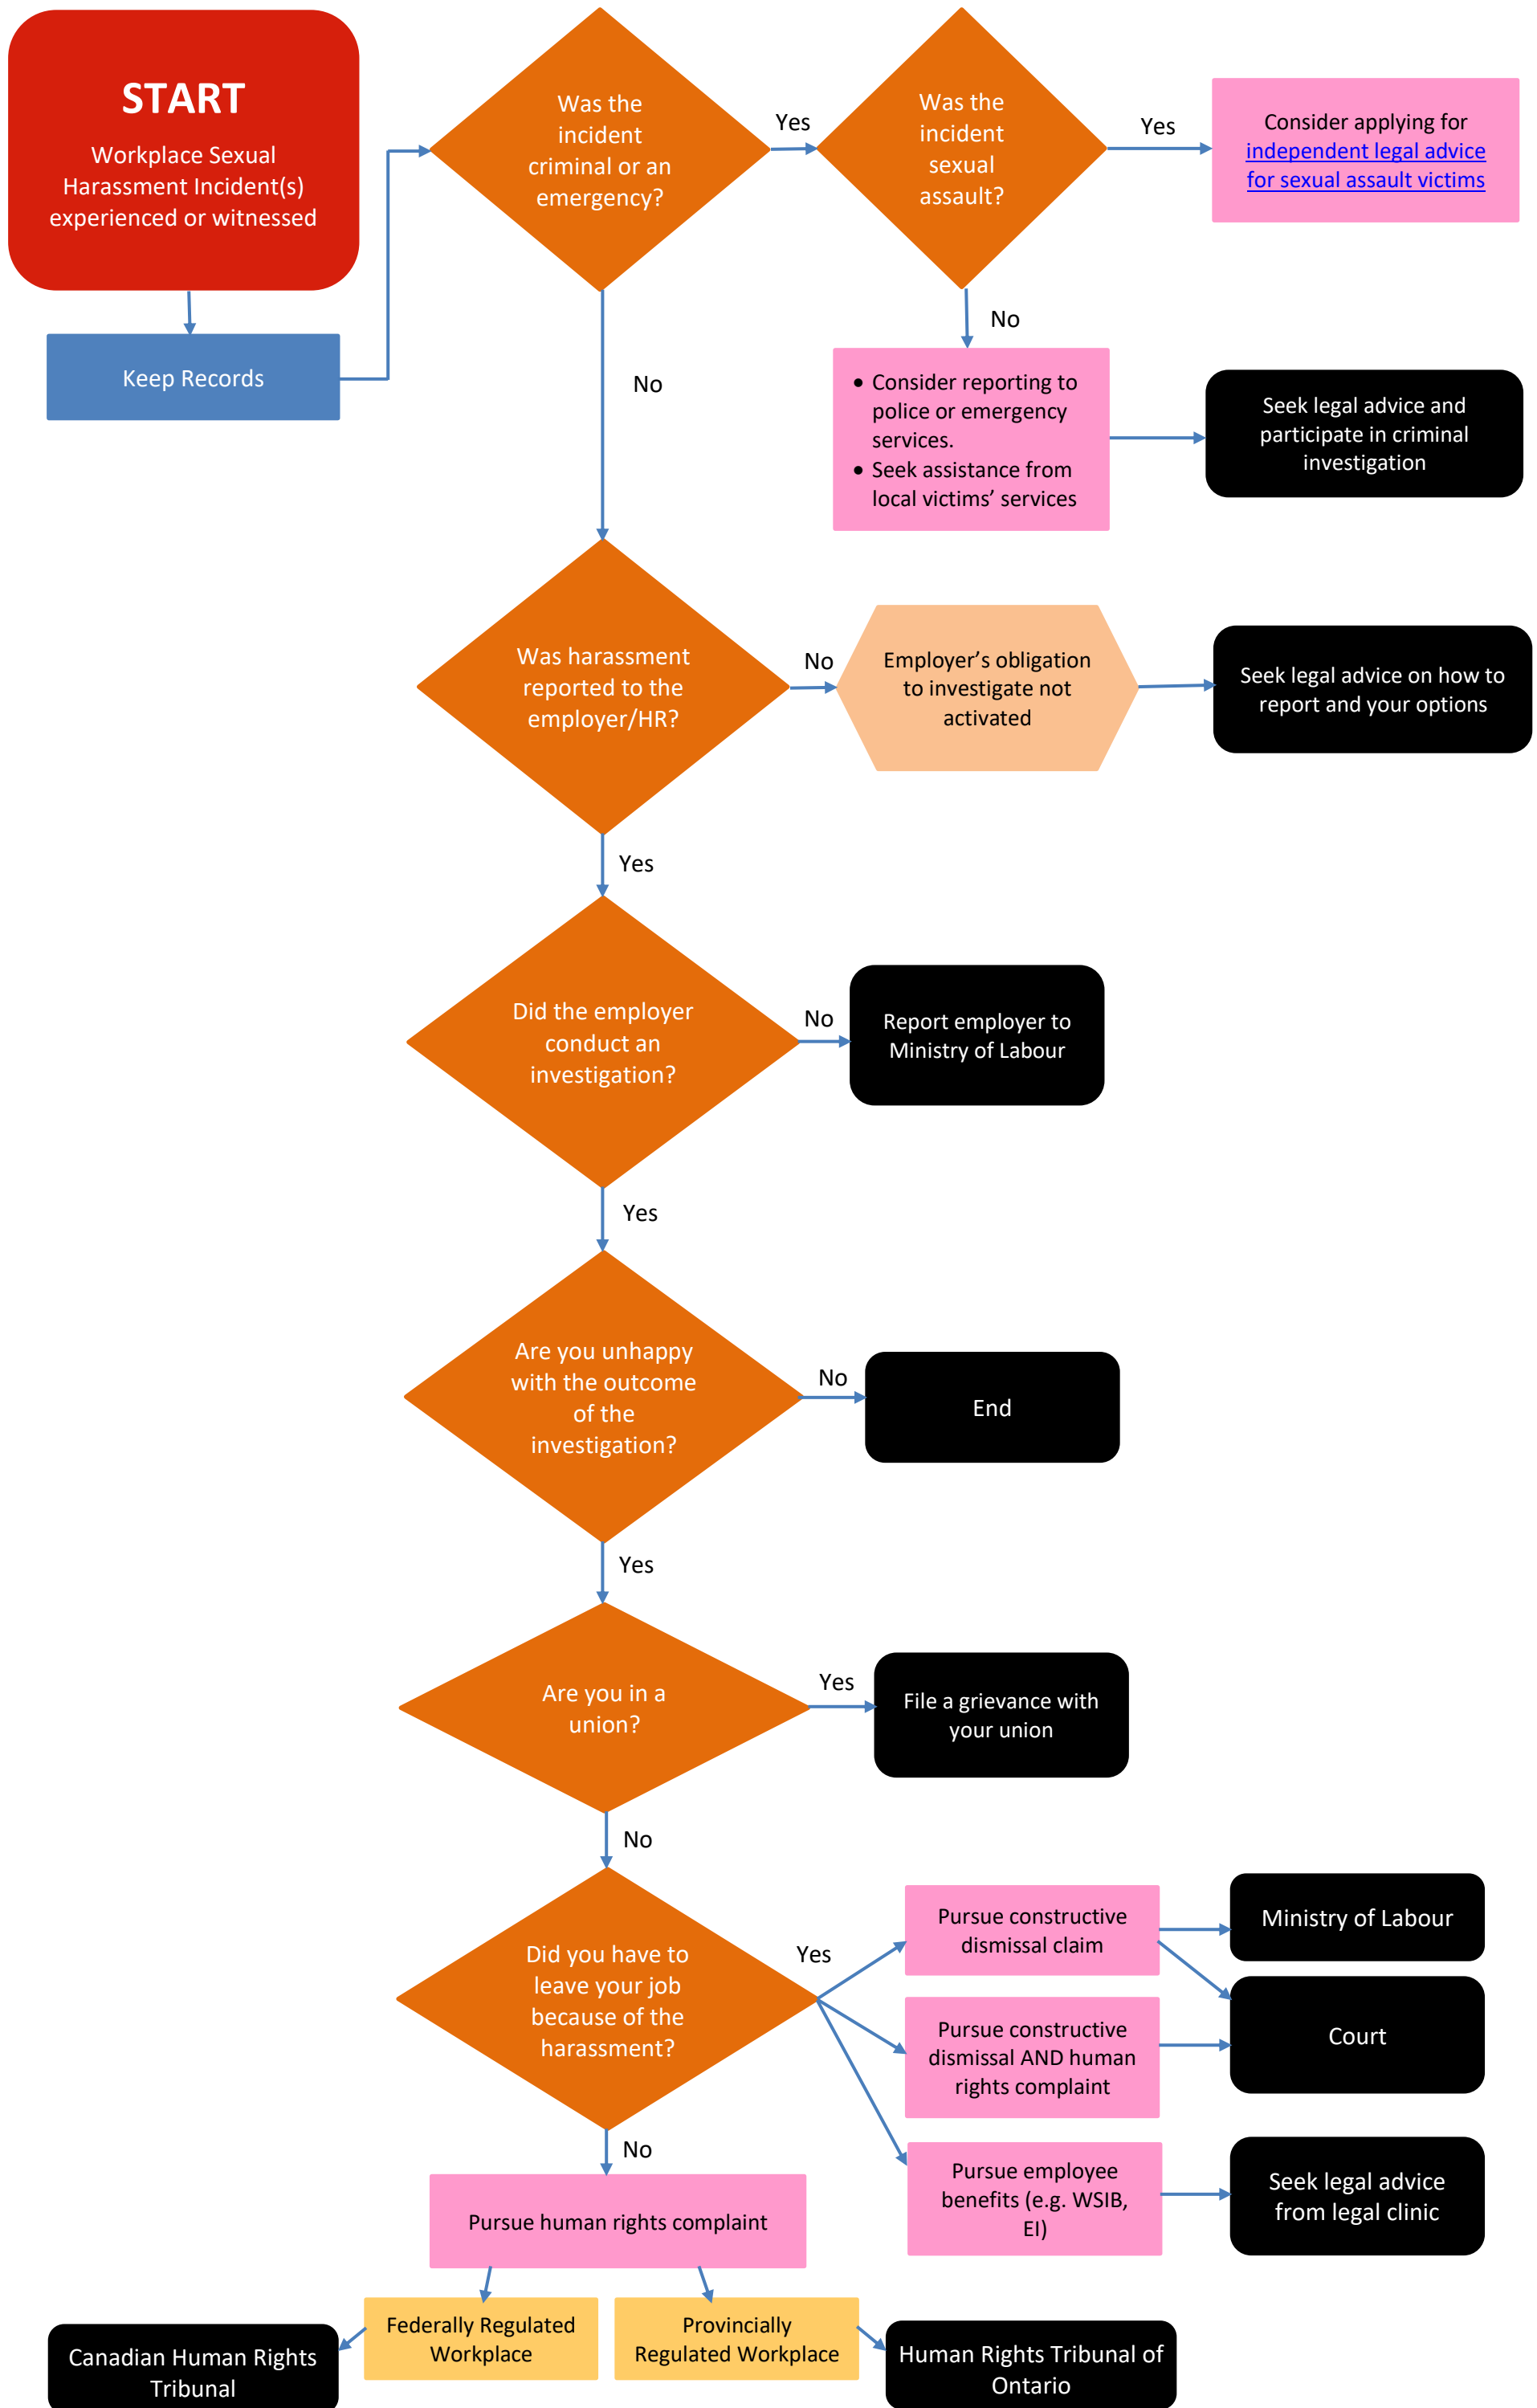 START
Workplace Sexual
Harassment Incident(s)
experienced or witnessed
Keep Records
Was the
incident
criminal or an
emergency?
Yes
Was the
incident
sexual
assault?
Yes
Consider applying for
independent legal advice
for sexual assault victims
No
No
• Consider reporting to
police or emergency
services.
• Seek assistance from
local victims’ services
Seek legal advice and
participate in criminal
investigation
Was harassment
reported to the
employer/HR?
No
Employer’s obligation
to investigate not
activated
Seek legal advice on how to
report and your options
Yes
Did the employer
conduct an
investigation?
No
Report employer to
Ministry of Labour
Yes
Are you unhappy
with the outcome
of the
investigation?
No
End
Yes
Are you in a
union?
Yes
File a grievance with
your union
No
Did you have to
leave your job
because of the
harassment?
Yes
Pursue constructive
dismissal claim
Ministry of Labour
Pursue constructive
dismissal AND human
rights complaint
Court
Pursue employee
benefits (e.g. WSIB,
EI)
Seek legal advice
from legal clinic
No
Pursue human rights complaint
Federally Regulated
Workplace
Provincially
Regulated Workplace
Canadian Human Rights
Tribunal
Human Rights Tribunal of
Ontario